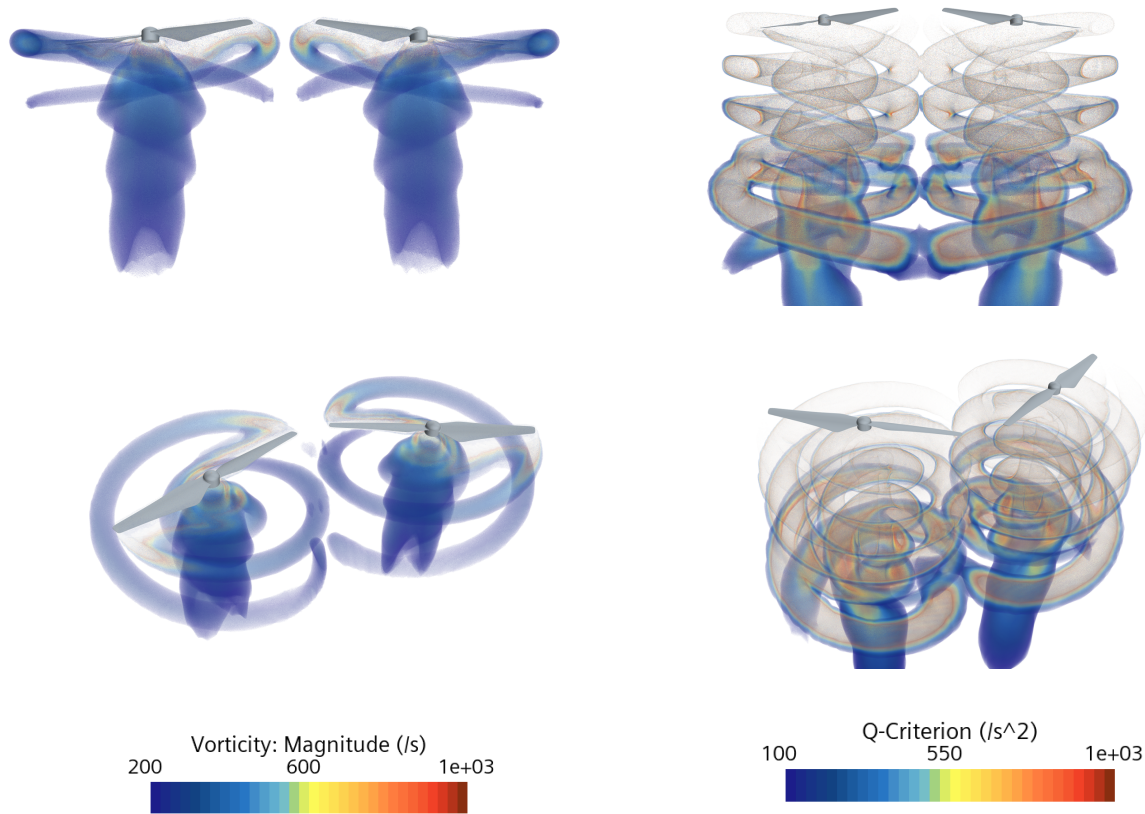 Vorticity: Magnitude (/s)
200 600 1e+03
Q-Criterion (/s^2)
100 550 1e+03